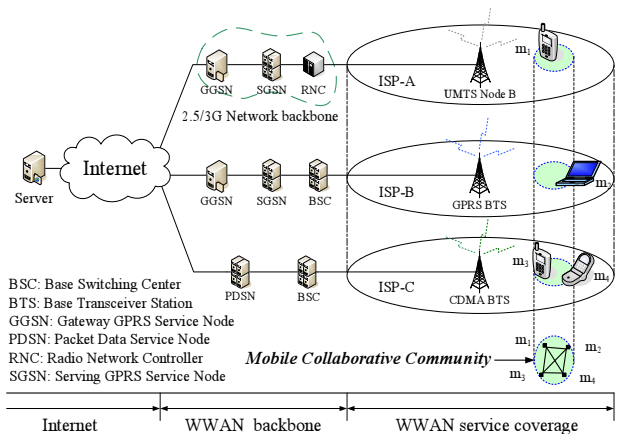 m1
GGSN
SGSN
RNC
ISP-A
UMTS Node B
2.5/3G Network backbone
Server
Internet
GGSN
SGSN
BSC
ISP-B
GPRS BTS
m2
PDSN
BSC
ISP-C
CDMA BTS
m3
m4
BSC: Base Switching Center
BTS: Base Transceiver Station
GGSN: Gateway GPRS Service Node
PDSN: Packet Data Service Node
RNC: Radio Network Controller
SGSN: Serving GPRS Service Node
Mobile Collaborative Community
m1
m2
m3
m4
Internet
WWAN backbone
WWAN service coverage